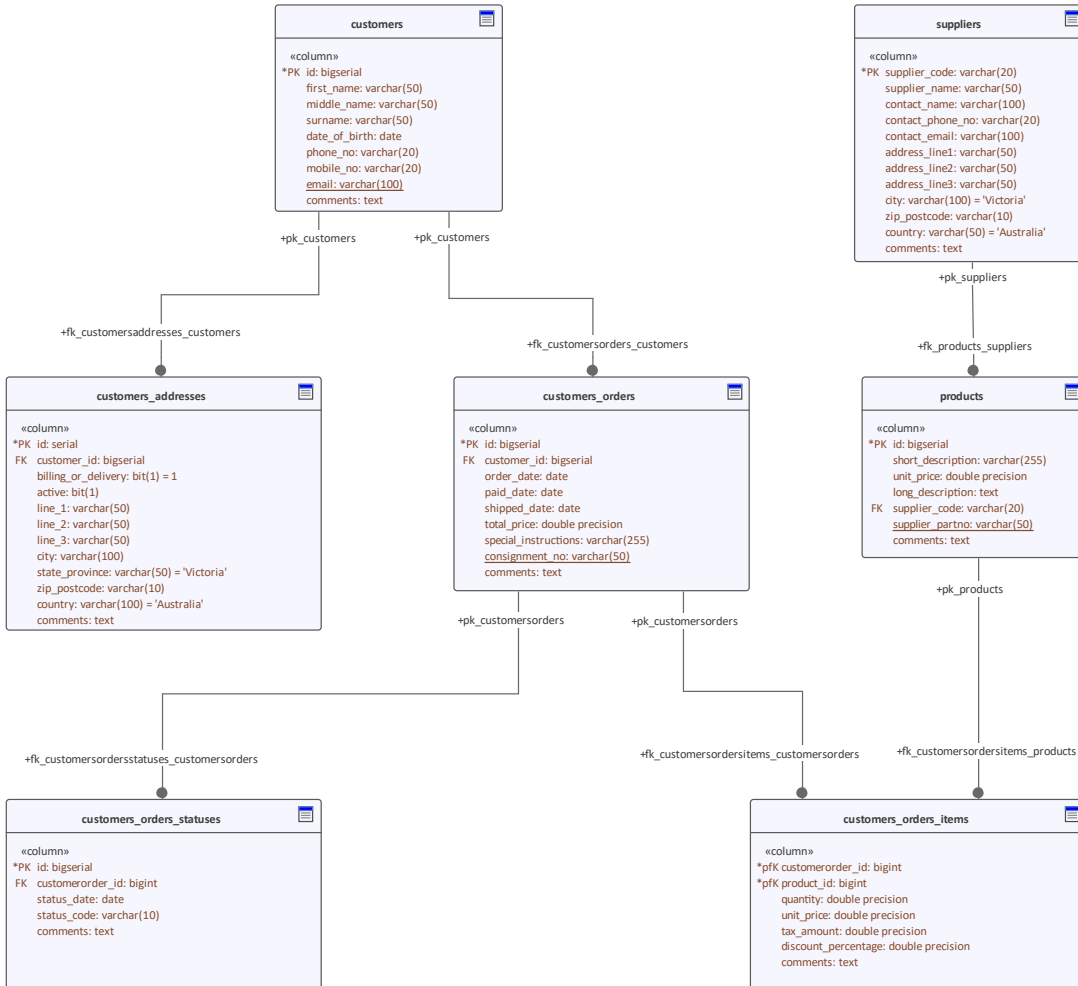 customers
«column»
*PK id: bigserial
first_name: varchar(50)
middle_name: varchar(50)
surname: varchar(50)
date_of_birth: date
phone_no: varchar(20)
mobile_no: varchar(20)
email: varchar(100)
comments: text
suppliers
«column»
*PK supplier_code: varchar(20)
supplier_name: varchar(50)
contact_name: varchar(100)
contact_phone_no: varchar(20)
contact_email: varchar(100)
address_line1: varchar(50)
address_line2: varchar(50)
address_line3: varchar(50)
city: varchar(100) = 'Victoria'
zip_postcode: varchar(10)
country: varchar(50) = 'Australia'
comments: text
+pk_customers
+pk_customers
+pk_suppliers
+fk_customersaddresses_customers
+fk_customersorders_customers
+fk_products_suppliers
customers_addresses
«column»
*PK id: serial
FK customer_id: bigserial
billing_or_delivery: bit(1) = 1
active: bit(1)
line_1: varchar(50)
line_2: varchar(50)
line_3: varchar(50)
city: varchar(100)
state_province: varchar(50) = 'Victoria'
zip_postcode: varchar(10)
country: varchar(100) = 'Australia'
comments: text
customers_orders
«column»
*PK id: bigserial
FK customer_id: bigserial
order_date: date
paid_date: date
shipped_date: date
total_price: double precision
special_instructions: varchar(255)
consignment_no: varchar(50)
comments: text
products
«column»
*PK id: bigserial
short_description: varchar(255)
unit_price: double precision
long_description: text
FK supplier_code: varchar(20)
supplier_partno: varchar(50)
comments: text
+pk_customersorders
+pk_customersorders
+pk_products
+fk_customersordersstatuses_customersorders
+fk_customersordersitems_customersorders
+fk_customersordersitems_products
customers_orders_statuses
«column»
*PK id: bigserial
FK customerorder_id: bigint
status_date: date
status_code: varchar(10)
comments: text
customers_orders_items
«column»
*pfK customerorder_id: bigint
*pfK product_id: bigint
quantity: double precision
unit_price: double precision
tax_amount: double precision
discount_percentage: double precision
comments: text